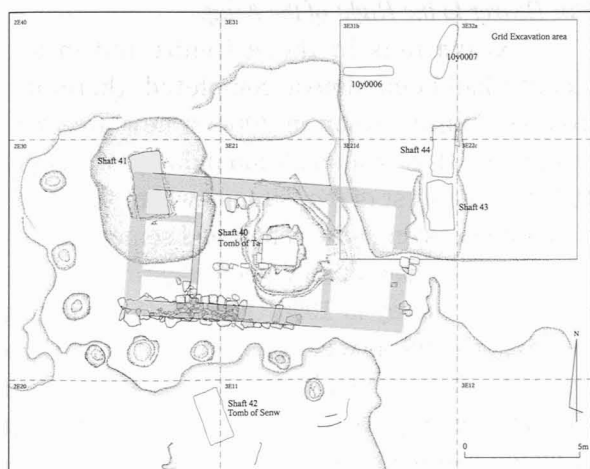 2E40
3E31
3E31b
3E32a
Grid Excavation area
10y0007
10y0006
2E30
3E21
3E21d
3E22c
Shaft 41
Shaft 44
Shaft 43
Shaft 40
Tomb of Ta
2E20
3E11
3E12
Shaft 42
Tomb of Senw
N
0
5m